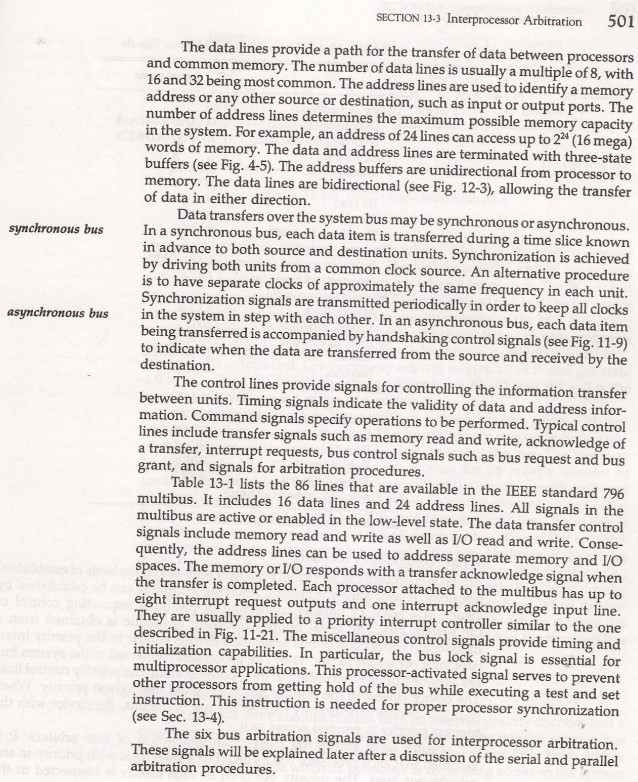 SECTION 13-3 Interprocessor Arbitration 501
The data lines provide a path for the transfer of data between processors
and common memory. The number of data lines is usually a multiple of 8, with
16 and 32 being most common. The address lines are used to identify a memory
address or any other source or destination, such as input or output ports. The
number of address lines determines the maximum possible memory capacity
in the system. For example, an address of 24 lines can access up to 2²⁴ (16 mega)
words of memory. The data and address lines are terminated with three-state
buffers (see Fig. 4-5). The address buffers are unidirectional from processor to
memory. The data lines are bidirectional (see Fig. 12-3), allowing the transfer
of data in either direction.
Data transfers over the system bus may be synchronous or asynchronous.
synchronous bus
In a synchronous bus, each data item is transferred during a time slice known
in advance to both source and destination units. Synchronization is achieved
by driving both units from a common clock source. An alternative procedure
is to have separate clocks of approximately the same frequency in each unit.
Synchronization signals are transmitted periodically in order to keep all clocks
asynchronous bus
in the system in step with each other. In an asynchronous bus, each data item
being transferred is accompanied by handshaking control signals (see Fig. 11-9)
to indicate when the data are transferred from the source and received by the
destination.
The control lines provide signals for controlling the information transfer
between units. Timing signals indicate the validity of data and address infor-
mation. Command signals specify operations to be performed. Typical control
lines include transfer signals such as memory read and write, acknowledge of
a transfer, interrupt requests, bus control signals such as bus request and bus
grant, and signals for arbitration procedures.
Table 13-1 lists the 86 lines that are available in the IEEE standard 796
multibus. It includes 16 data lines and 24 address lines. All signals in the
multibus are active or enabled in the low-level state. The data transfer control
signals include memory read and write as well as I/O read and write. Conse-
quently, the address lines can be used to address separate memory and I/O
spaces. The memory or I/O responds with a transfer acknowledge signal when
the transfer is completed. Each processor attached to the multibus has up to
eight interrupt request outputs and one interrupt acknowledge input line.
They are usually applied to a priority interrupt controller similar to the one
described in Fig. 11-21. The miscellaneous control signals provide timing and
initialization capabilities. In particular, the bus lock signal is essential for
multiprocessor applications. This processor-activated signal serves to prevent
other processors from getting hold of the bus while executing a test and set
instruction. This instruction is needed for proper processor synchronization
(see Sec. 13-4).
The six bus arbitration signals are used for interprocessor arbitration.
These signals will be explained later after a discussion of the serial and parallel
arbitration procedures.